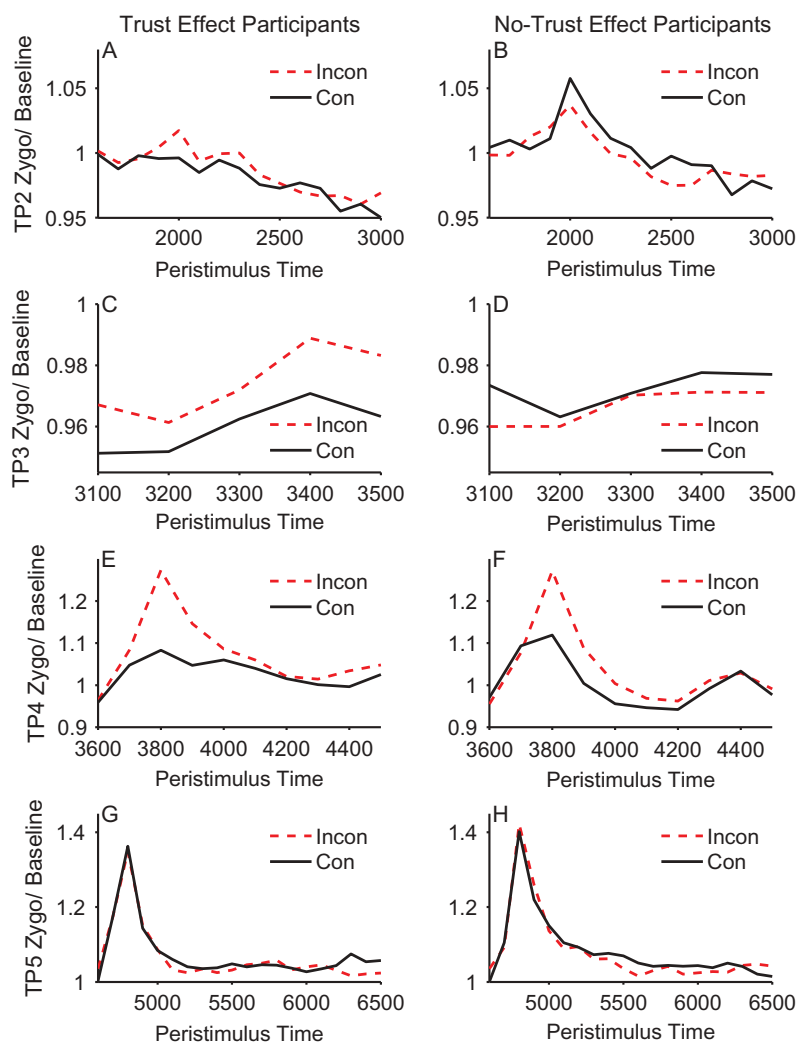 Trust Effect Participants
No-Trust Effect Participants
A
Incon
Con
TP2 Zygo/ Baseline
1.05
1
0.95
2000
2500
3000
Peristimulus Time
B
Incon
Con
1.05
1
0.95
2000
2500
3000
Peristimulus Time
C
Incon
Con
TP3 Zygo/ Baseline
1
0.98
0.96
3100
3200
3300
3400
3500
Peristimulus Time
D
Incon
Con
1
0.98
0.96
3100
3200
3300
3400
3500
Peristimulus Time
E
Incon
Con
TP4 Zygo/ Baseline
1.2
1.1
1
0.9
3600
3800
4000
4200
4400
Peristimulus Time
F
Incon
Con
1.2
1.1
1
0.9
3600
3800
4000
4200
4400
Peristimulus Time
G
Incon
Con
TP5 Zygo/ Baseline
1.4
1.2
1
5000
5500
6000
6500
Peristimulus Time
H
Incon
Con
1.4
1.2
1
5000
5500
6000
6500
Peristimulus Time